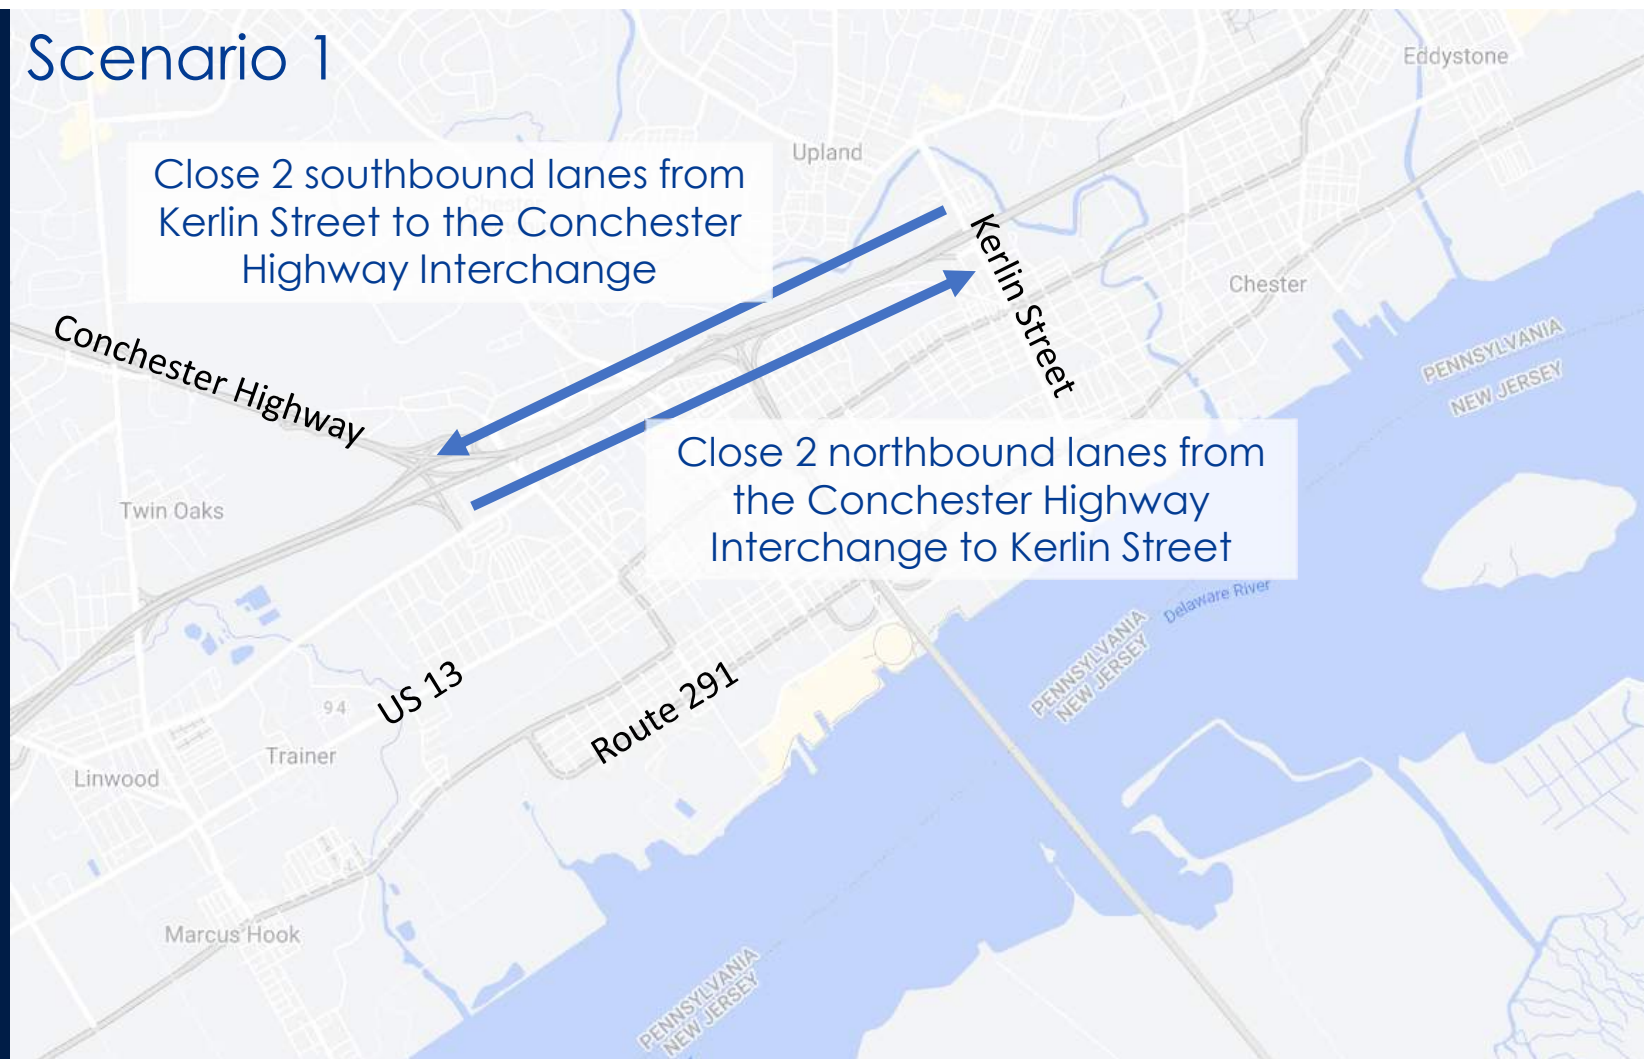 Scenario 1
Eddystone
Upland
Close 2 southbound lanes from
Kerlin Street to the Conchester
Highway Interchange
Kerlin Street
Chester
PENNSYLVANIA
NEW JERSEY
Conchester Highway
Close 2 northbound lanes from
the Conchester Highway
Interchange to Kerlin Street
Twin Oaks
Delaware River
PENNSYLVANIA
NEW JERSEY
US 13
Route 291
94
Trainer
Linwood
Marcus Hook
PENNSYLVANIA
NEW JERSEY